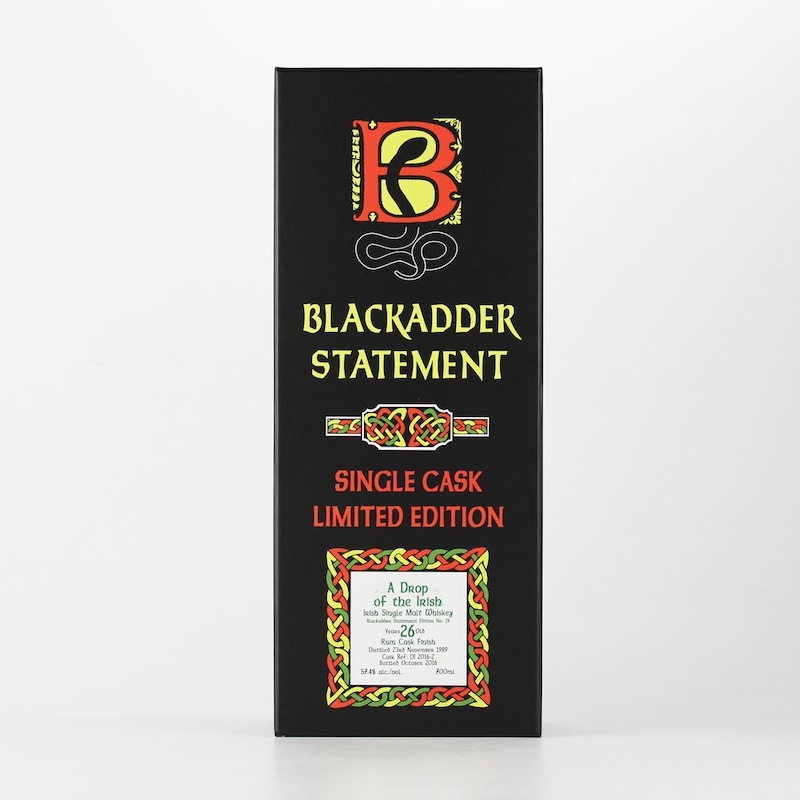 B
BLACKADDER
STATEMENT
SINGLE CASK
LIMITED EDITION
A Drop
of the Irish
Irish Single Malt Whiskey
Blackadder Statement Edition No. 19
Years 26 Old
Rum Cask Finish
Distilled 23rd November 1989
Cask Ref: DI 2016-2
Bottled October 2016
57.4% alc./vol. 700ml